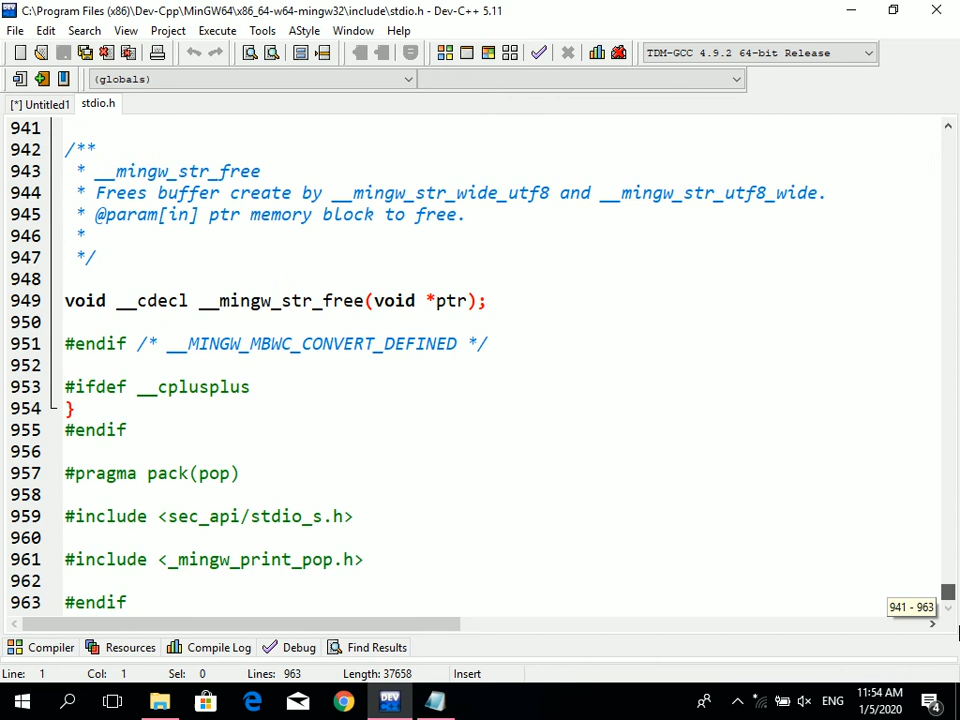 C:\Program Files (x86)\Dev-Cpp\MinGW64\x86_64-w64-mingw32\include\stdio.h - Dev-C++ 5.11
File Edit Search View Project Execute Tools AStyle Window Help
TDM-GCC 4.9.2 64-bit Release
(globals)
[*] Untitled1 stdio.h
941
942 /**
943 * __mingw_str_free
944 * Frees buffer create by __mingw_str_wide_utf8 and __mingw_str_utf8_wide.
945 * @param[in] ptr memory block to free.
946 *
947 */
948
949 void __cdecl __mingw_str_free(void *ptr);
950
951 #endif /* __MINGW_MBWC_CONVERT_DEFINED */
952
953 #ifdef __cplusplus
954 }
955 #endif
956
957 #pragma pack(pop)
958
959 #include <sec_api/stdio_s.h>
960
961 #include <_mingw_print_pop.h>
962
963 #endif
941 - 963
Compiler Resources Compile Log Debug Find Results
Line: 1 Col: 1 Sel: 0 Lines: 963 Length: 37658 Insert
DEV
ENG
11:54 AM
1/5/2020
4